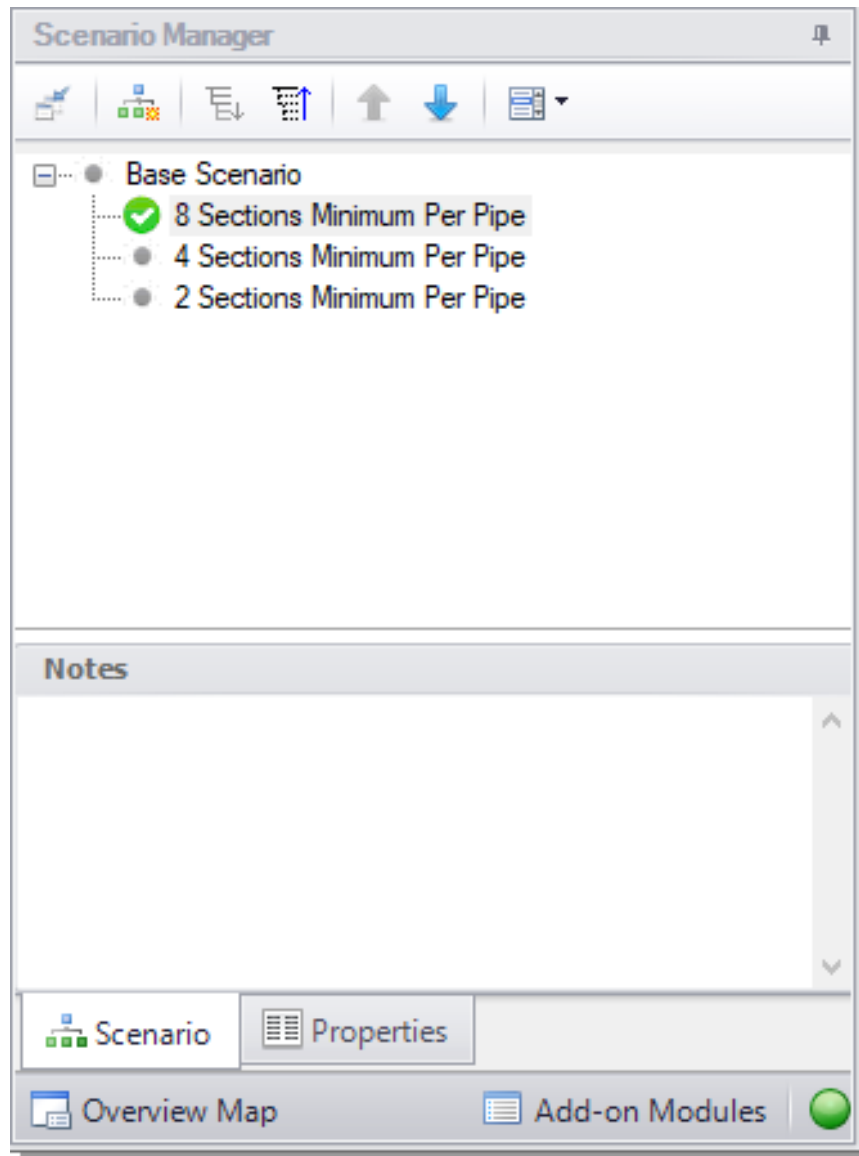 Scenario Manager
Base Scenario
8 Sections Minimum Per Pipe
4 Sections Minimum Per Pipe
2 Sections Minimum Per Pipe
Notes
Scenario Properties
Overview Map Add-on Modules